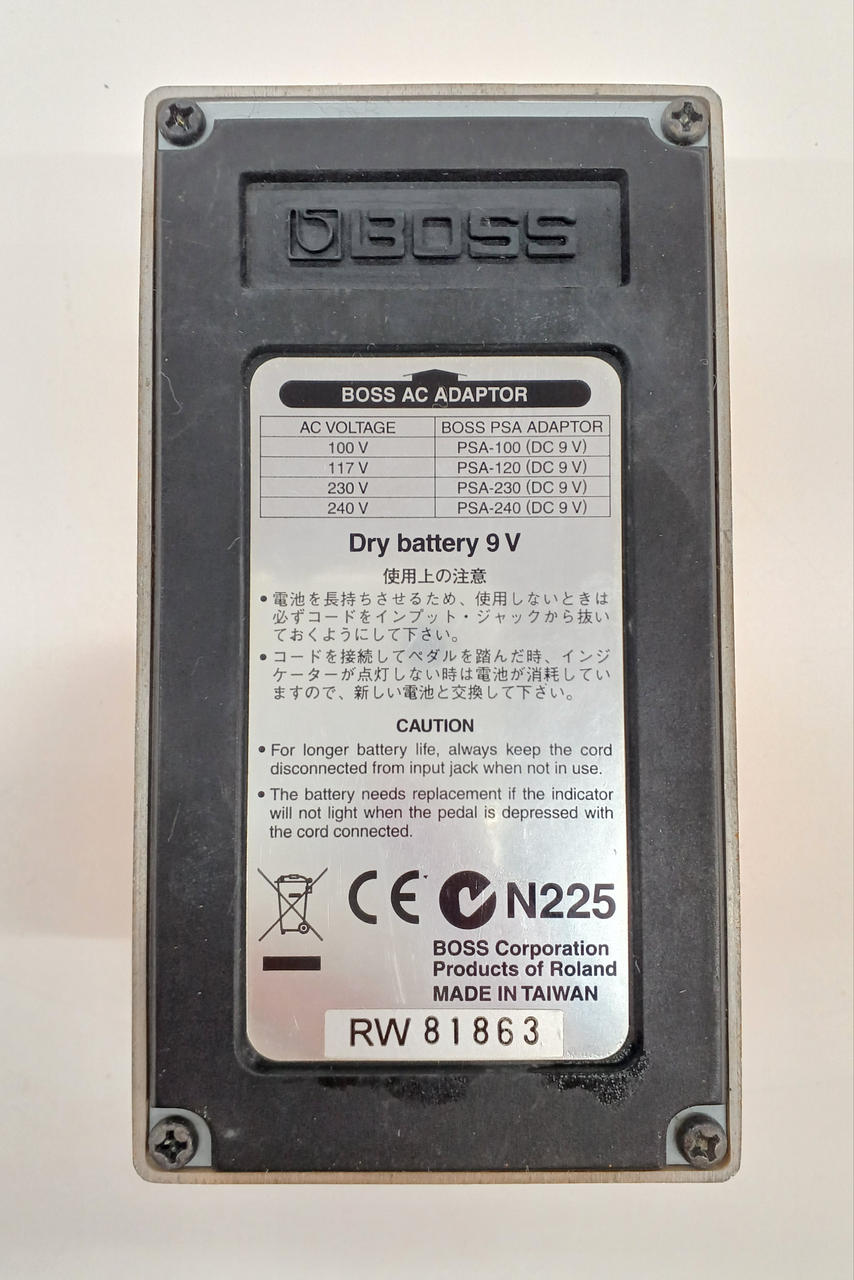 BOSS
BOSS AC ADAPTOR
AC VOLTAGE BOSS PSA ADAPTOR
100 V PSA-100 (DC 9 V)
117 V PSA-120 (DC 9 V)
230 V PSA-230 (DC 9 V)
240 V PSA-240 (DC 9 V)
Dry battery 9 V
使用上の注意
● 電池を長持ちさせるため、使用しないときは
必ずコードをインプット・ジャックから抜い
ておくようにして下さい。
● コードを接続してペダルを踏んだ時、インジ
ケーターが点灯しない時は電池が消耗してい
ますので、新しい電池と交換して下さい。
CAUTION
● For longer battery life, always keep the cord
disconnected from input jack when not in use.
● The battery needs replacement if the indicator
will not light when the pedal is depressed with
the cord connected.
CE N225
BOSS Corporation
Products of Roland
MADE IN TAIWAN
RW 81863